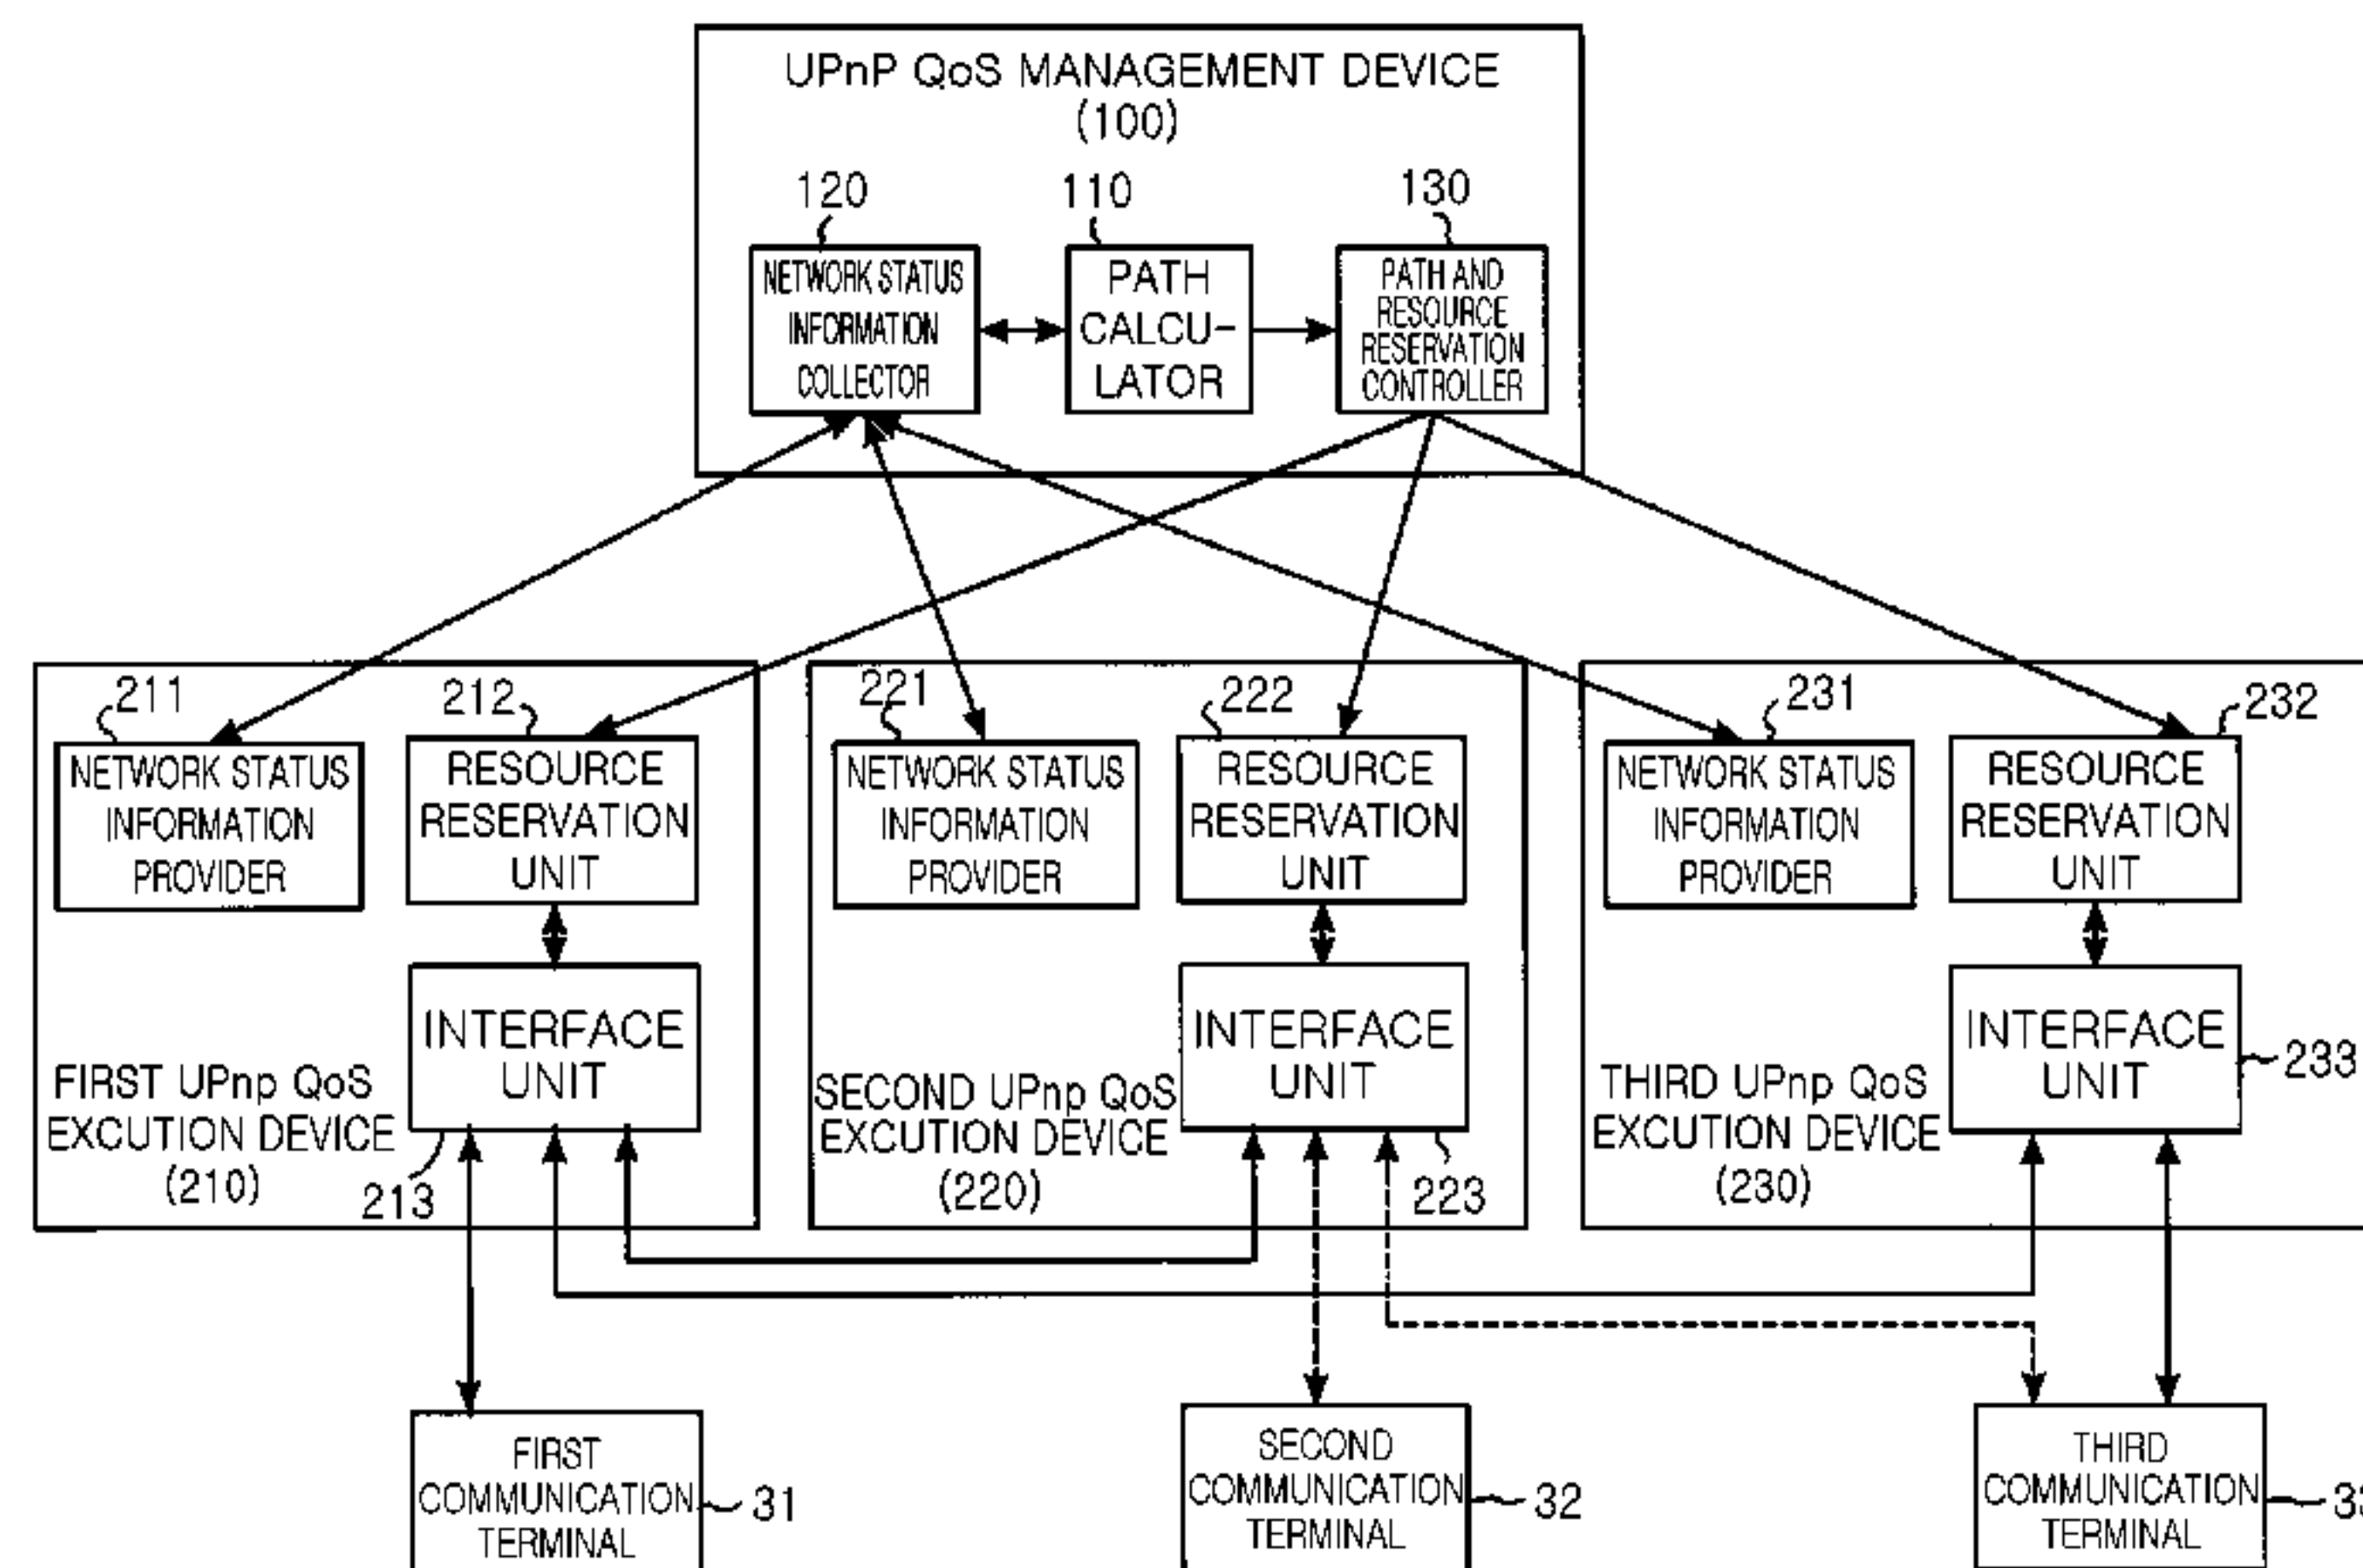 UPnP QoS MANAGEMENT DEVICE
(100)
120
110
130
NETWORK STATUS
INFORMATION
COLLECTOR
PATH
CALCU-
LATOR
PATH AND
RESOURCE
RESERVATION
CONTROLLER
211
212
NETWORK STATUS
INFORMATION
PROVIDER
RESOURCE
RESERVATION
UNIT
INTERFACE
UNIT
FIRST UPnp QoS
EXCUTION DEVICE
(210)
213
221
222
NETWORK STATUS
INFORMATION
PROVIDER
RESOURCE
RESERVATION
UNIT
INTERFACE
UNIT
SECOND UPnp QoS
EXCUTION DEVICE
(220)
223
231
232
NETWORK STATUS
INFORMATION
PROVIDER
RESOURCE
RESERVATION
UNIT
INTERFACE
UNIT
233
THIRD UPnp QoS
EXCUTION DEVICE
(230)
FIRST
COMMUNICATION
TERMINAL
31
SECOND
COMMUNICATION
TERMINAL
32
THIRD
COMMUNICATION
TERMINAL